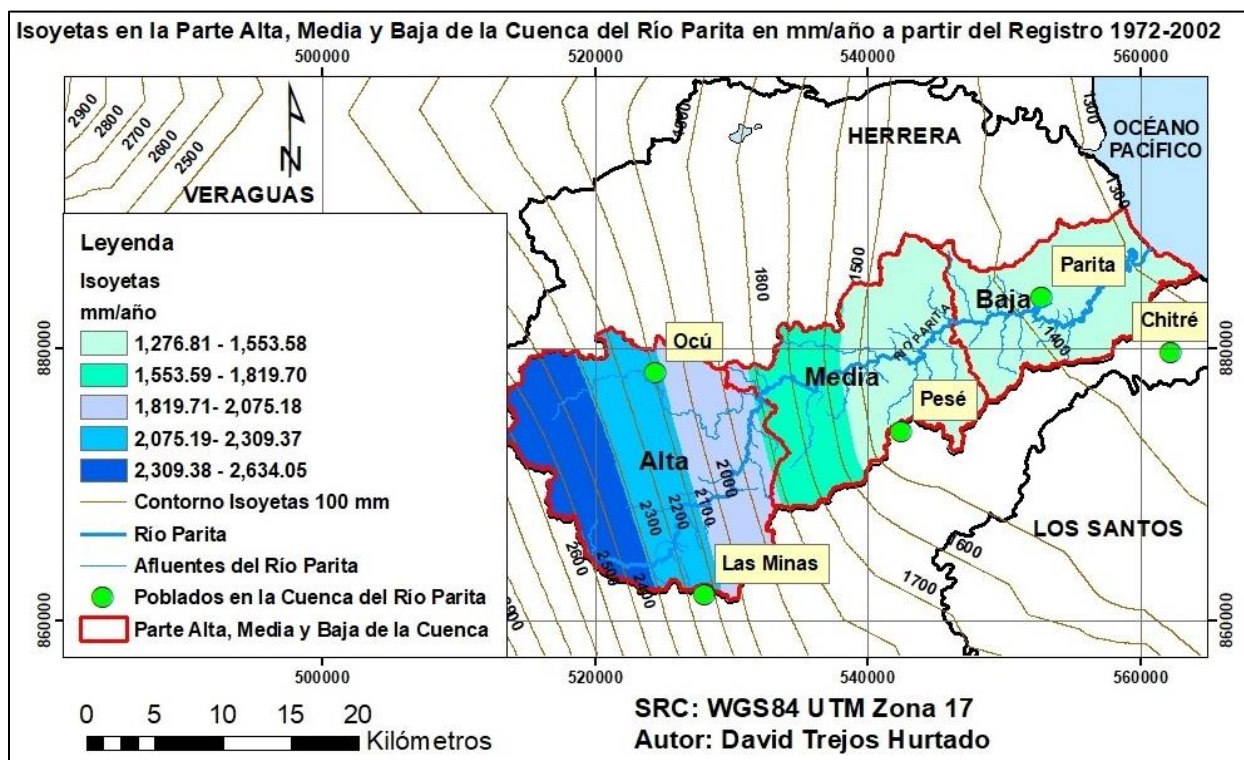 Isoyetas en la Parte Alta, Media y Baja de la Cuenca del Río Parita en mm/año a partir del Registro 1972-2002
500000
520000
540000
560000
2900
2800
2700
2600
2500
N
VERAGUAS
HERRERA
1300
OCÉANO
PACÍFICO
1300
1800
1500
Leyenda
Isoyetas
mm/año
1,276.81 - 1,553.58
1,553.59 - 1,819.70
1,819.71- 2,075.18
2,075.19- 2,309.37
2,309.38 - 2,634.05
Contorno Isoyetas 100 mm
Río Parita
Afluentes del Río Parita
Poblados en la Cuenca del Río Parita
Parte Alta, Media y Baja de la Cuenca
Parita
Baja
Chitré
1400
RÍO PARITA
Ocú
Media
Pesé
Alta
2000
2100
2200
2300
2600
2500
Las Minas
LOS SANTOS
1600
1700
880000
860000
880000
860000
500000
520000
540000
560000
0
5
10
15
20
Kilómetros
SRC: WGS84 UTM Zona 17
Autor: David Trejos Hurtado